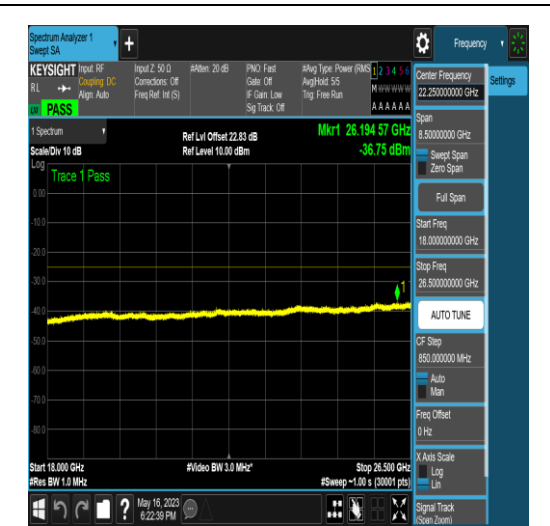 Spectrum Analyzer 1
Swept SA
Frequency
KEYSIGHT
RL
LXI
PASS
Input: RF
Coupling: DC
Align: Auto
Input Z: 50 Ω
Corrections: Off
Freq Ref: Int (S)
#Atten: 20 dB
PNO: Fast
Gate: Off
IF Gain: Low
Sig Track: Off
#Avg Type: Power (RMS)
Avg|Hold: 5/5
Trig: Free Run
1 2 3 4 5 6
M W W W W W
A A A A A A
Center Frequency
22.250000000 GHz
Settings
1 Spectrum
Scale/Div 10 dB
Ref Lvl Offset 22.83 dB
Ref Level 10.00 dBm
Mkr1 26.194 57 GHz
-36.75 dBm
Log
Trace 1 Pass
0.00
-10.0
-20.0
-30.0
-40.0
-50.0
-60.0
-70.0
-80.0
1
Span
8.50000000 GHz
Swept Span
Zero Span
Full Span
Start Freq
18.000000000 GHz
Stop Freq
26.500000000 GHz
AUTO TUNE
CF Step
850.000000 MHz
Auto
Man
Freq Offset
0 Hz
X Axis Scale
Log
Lin
Signal Track
(Span Zoom)
Start 18.000 GHz
#Res BW 1.0 MHz
#Video BW 3.0 MHz*
Stop 26.500 GHz
#Sweep ~1.00 s (30001 pts)
May 16, 2023
6:22:39 PM